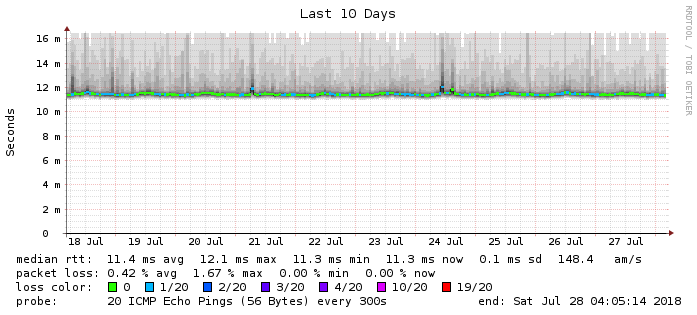 Last 10 Days
RRDTOOL / TOBI OETIKER
Seconds
16 m
14 m
12 m
10 m
8 m
6 m
4 m
2 m
0
18 Jul 19 Jul 20 Jul 21 Jul 22 Jul 23 Jul 24 Jul 25 Jul 26 Jul 27 Jul
median rtt: 11.4 ms avg 12.1 ms max 11.3 ms min 11.3 ms now 0.1 ms sd 148.4 am/s
packet loss: 0.42 % avg 1.67 % max 0.00 % min 0.00 % now
loss color: 0 1/20 2/20 3/20 4/20 10/20 19/20
probe: 20 ICMP Echo Pings (56 Bytes) every 300s end: Sat Jul 28 04:05:14 2018